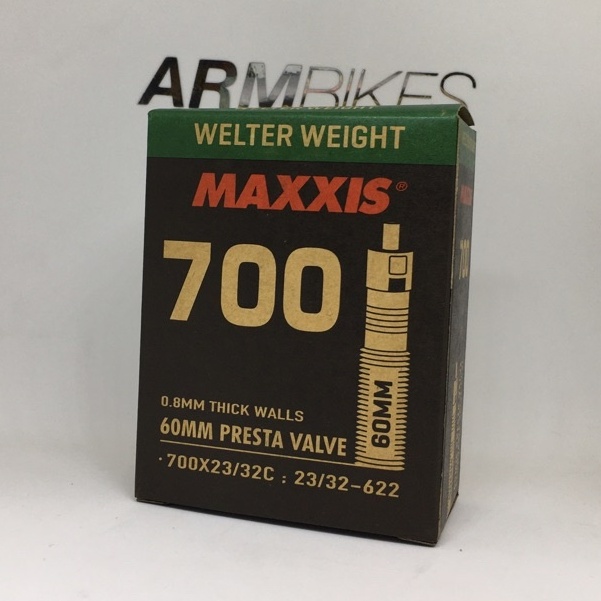 ARMBIKES
WELTER WEIGHT
MAXXIS®
700
0.8MM THICK WALLS
60MM PRESTA VALVE
60MM
·700X23/32C : 23/32-622